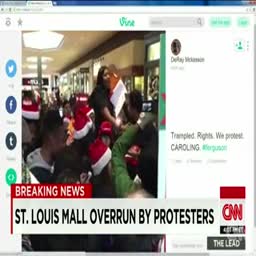 Vine
DeRay Mckesson
Trampled. Rights. We protest.
CAROLING. #ferguson
BREAKING NEWS
ST. LOUIS MALL OVERRUN BY PROTESTERS
CNN
THE LEAD